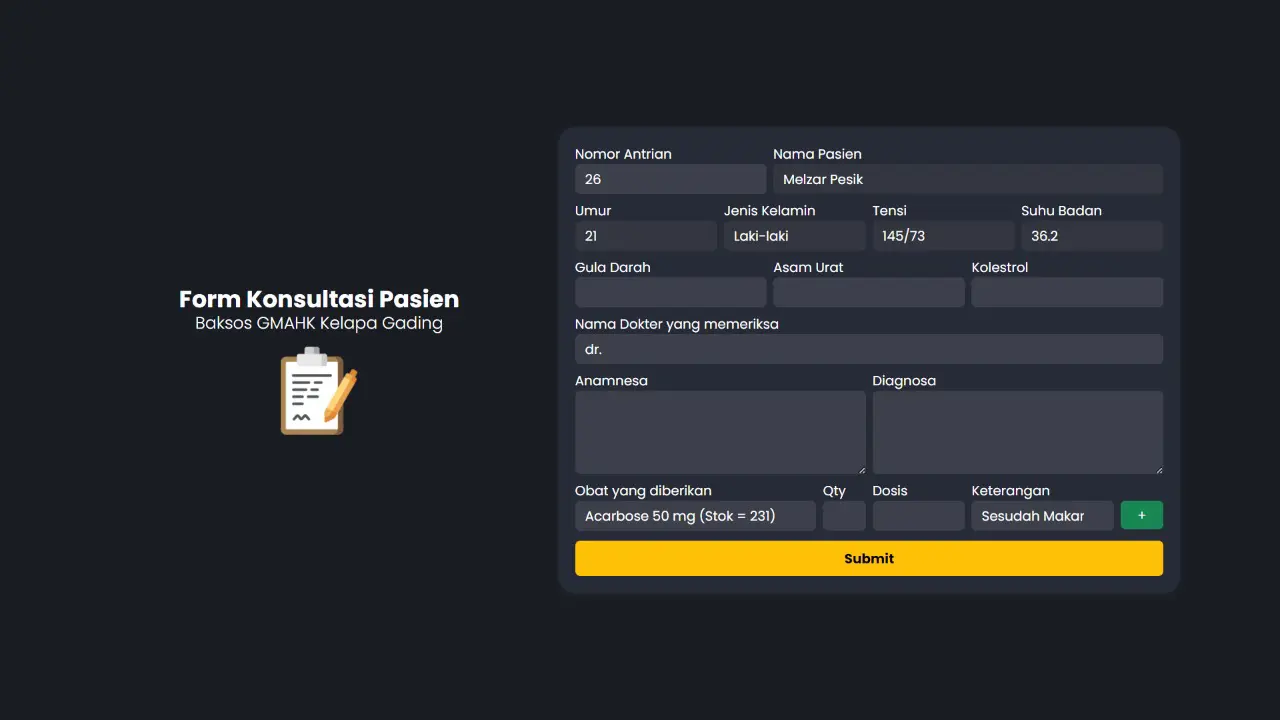 Form Konsultasi Pasien
Baksos GMAHK Kelapa Gading
Nomor Antrian Nama Pasien
26 Melzar Pesik
Umur Jenis Kelamin Tensi Suhu Badan
21 Laki-laki 145/73 36.2
Gula Darah Asam Urat Kolestrol
Nama Dokter yang memeriksa
dr.
Anamnesa Diagnosa
Obat yang diberikan Qty Dosis Keterangan
Acarbose 50 mg (Stok = 231) Sesudah Makar +
Submit